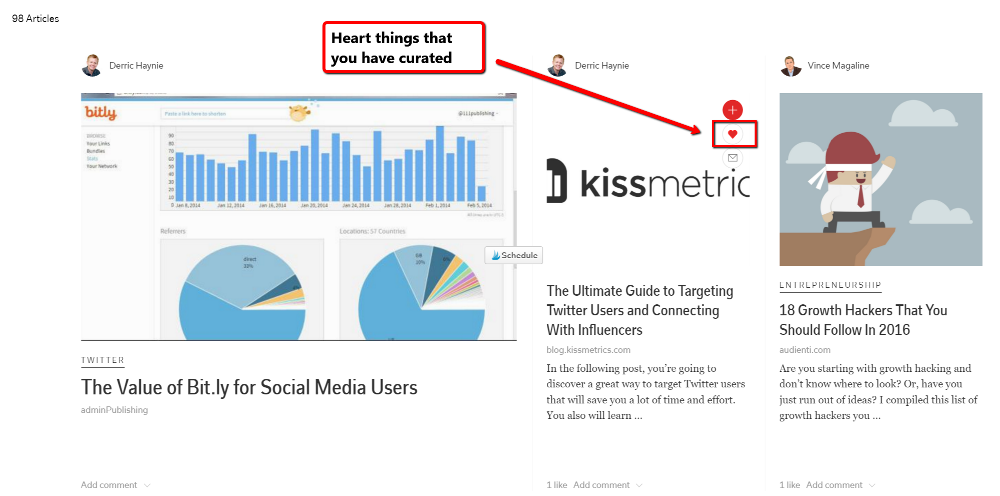 98 Articles
Heart things that
you have curated
Derric Haynie
bitly
Paste a link here to shorten
@111publishing
BROWSE
Your Links
Bundles
Stats
Your Network
90
80
70
60
50
40
30
20
10
0
Jan 8, 2014 Jan 12, 2014 Jan 16, 2014 Jan 20, 2014 Jan 24, 2014 Jan 28, 2014 Feb 1, 2014 Feb 5, 2014
Referrers
direct
33%
Locations: 57 Countries
GB
10%
6%
Schedule
TWITTER
The Value of Bit.ly for Social Media Users
adminPublishing
Add comment
Derric Haynie
kissmetric
The Ultimate Guide to Targeting
Twitter Users and Connecting
With Influencers
blog.kissmetrics.com
In the following post, you’re going to
discover a great way to target Twitter users
that will save you a lot of time and effort.
You also will learn ...
1 like Add comment
Vince Magaline
ENTREPRENEURSHIP
18 Growth Hackers That You
Should Follow In 2016
audienti.com
Are you starting with growth hacking and
don’t know where to look? Or, have you
just run out of ideas? I compiled this list of
growth hackers you ...
1 like Add comment